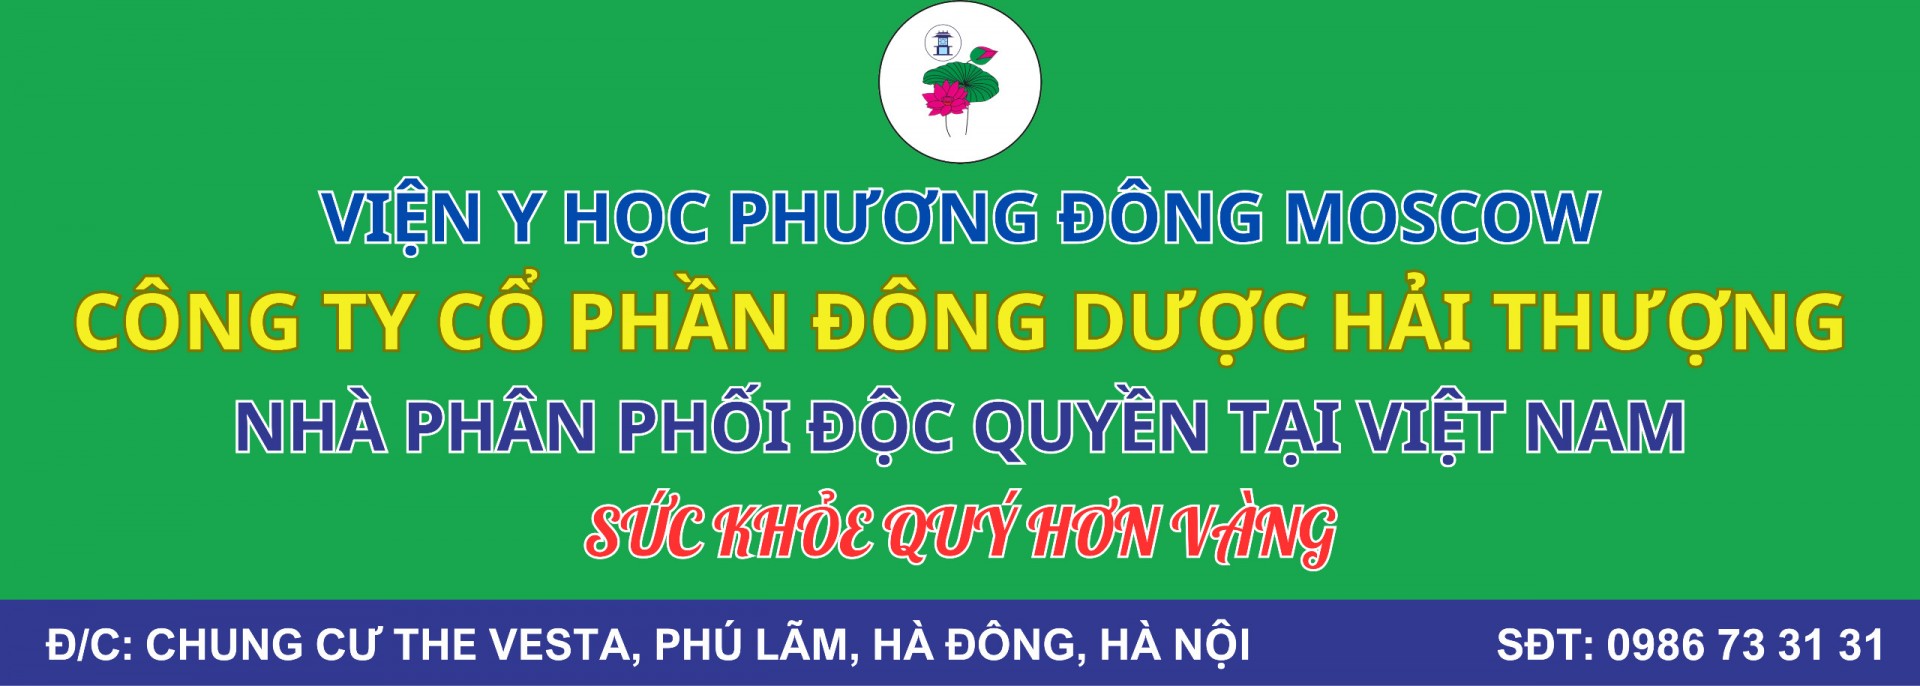 VIỆN Y HỌC PHƯƠNG ĐÔNG MOSCOW
CÔNG TY CỔ PHẦN ĐÔNG DƯỢC HẢI THƯỢNG
NHÀ PHÂN PHỐI ĐỘC QUYỀN TẠI VIỆT NAM
SỨC KHỎE QUÝ HƠN VÀNG
Đ/C: CHUNG CƯ THE VESTA, PHÚ LÃM, HÀ ĐÔNG, HÀ NỘI SĐT: 0986 73 31 31